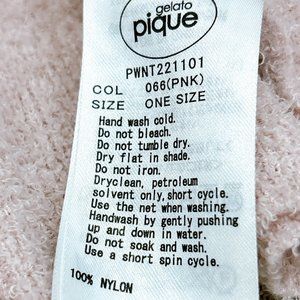 gelato
pique
PWNT221101
COL 066(PNK)
SIZE ONE SIZE
Hand wash cold.
Do not bleach.
Do not tumble dry.
Dry flat in shade.
Do not iron.
Dryclean, petroleum
solvent only, short cycle.
Use the net when washing.
Handwash by gently pushing
up and down in water.
Do not soak and wash.
Use a short spin cycle.
100% NYLON